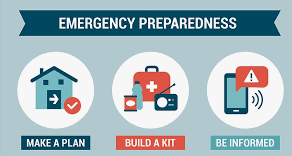 EMERGENCY PREPAREDNESS
MAKE A PLAN
BUILD A KIT
BE INFORMED